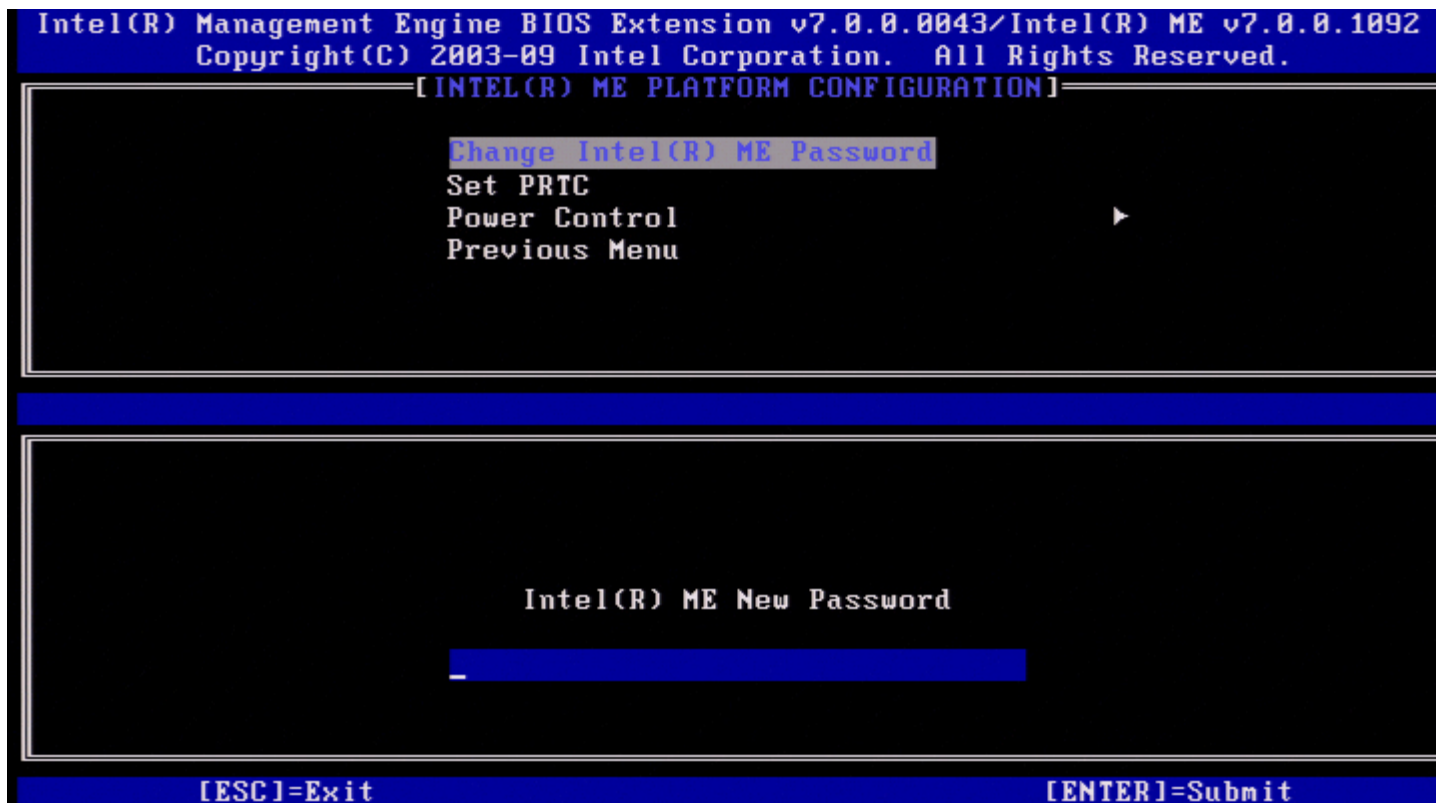 Intel(R) Management Engine BIOS Extension v7.0.0.0043/Intel(R) ME v7.0.0.1092
Copyright(C) 2003-09 Intel Corporation.  All Rights Reserved.
[INTEL(R) ME PLATFORM CONFIGURATION]
Change Intel(R) ME Password
Set PRTC
Power Control
Previous Menu
Intel(R) ME New Password
[ESC]=Exit [ENTER]=Submit